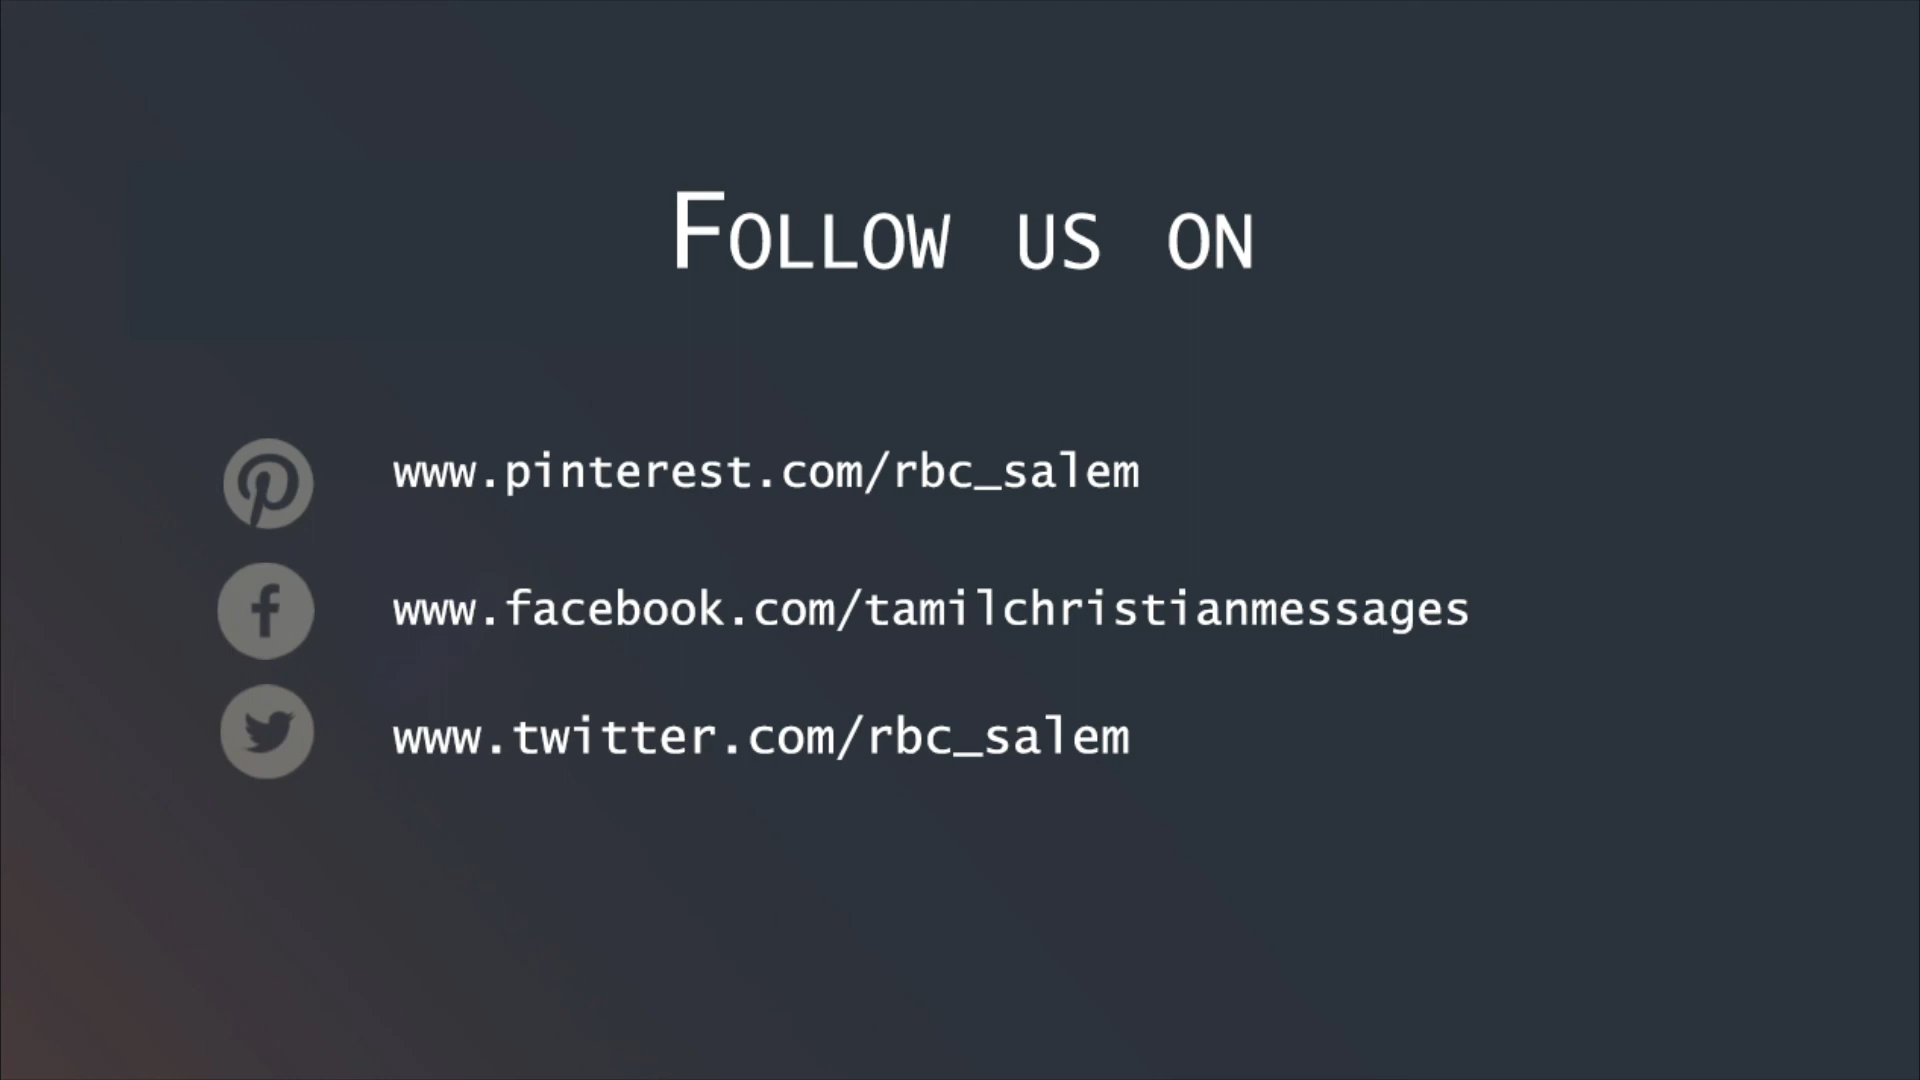 Follow us on
www.pinterest.com/rbc_salem
www.facebook.com/tamilchristianmessages
www.twitter.com/rbc_salem